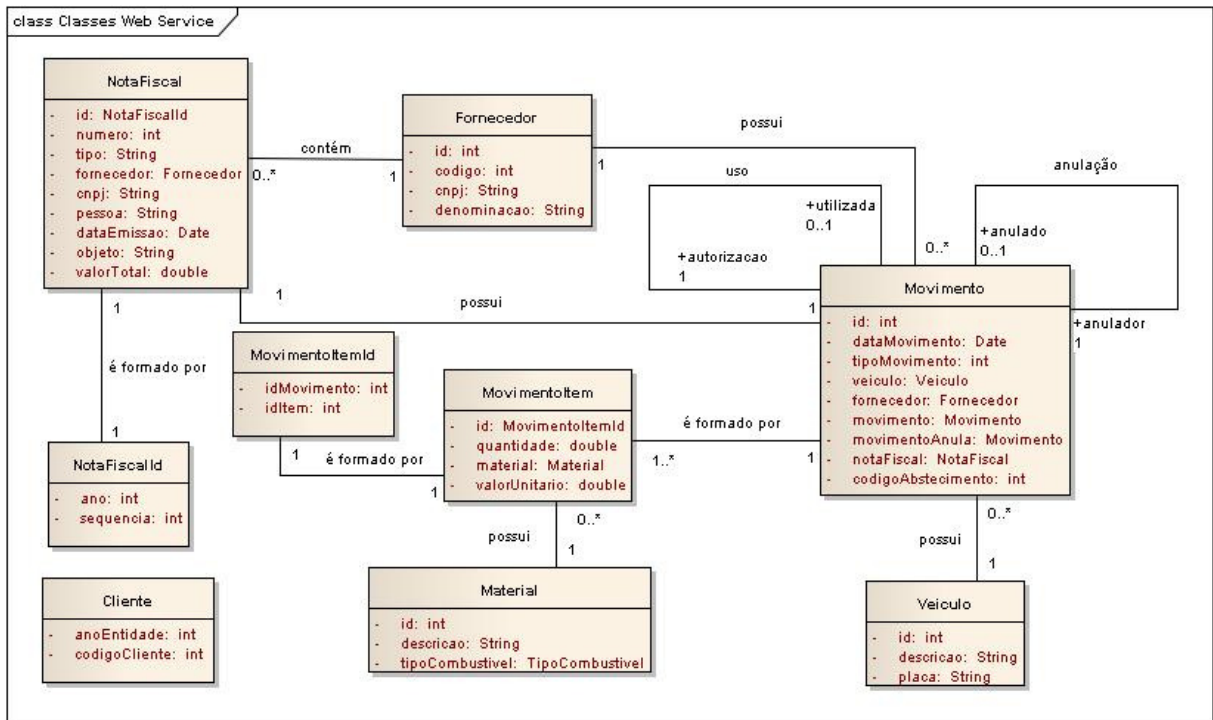 class Classes Web Service
NotaFiscal
- id: NotaFiscalId
- numero: int
- tipo: String
- fornecedor: Fornecedor
- cnpj: String
- pessoa: String
- dataEmissao: Date
- objeto: String
- valorTotal: double
contém
0..*
1
Fornecedor
- id: int
- codigo: int
- cnpj: String
- denominacao: String
possui
1
0..*
uso
+utilizada
0..1
+autorizacao
1
anulação
+anulado
0..1
+anulador
1
1
possui
1
Movimento
- id: int
- dataMovimento: Date
- tipoMovimento: int
- veiculo: Veiculo
- fornecedor: Fornecedor
- movimento: Movimento
- movimentoAnula: Movimento
- notaFiscal: NotaFiscal
- codigoAbstecimento: int
1
é formado por
1
MovimentoItemId
- idMovimento: int
- idItem: int
1
é formado por
1
MovimentoItem
- id: MovimentoItemId
- quantidade: double
- material: Material
- valorUnitario: double
é formado por
1..*
1
NotaFiscalId
- ano: int
- sequencia: int
0..*
possui
1
0..*
possui
1
Cliente
- anoEntidade: int
- codigoCliente: int
Material
- id: int
- descricao: String
- tipoCombustivel: TipoCombustivel
Veiculo
- id: int
- descricao: String
- placa: String